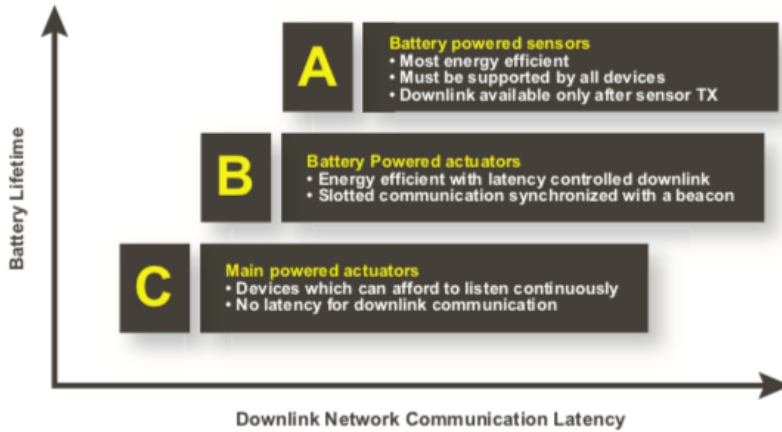 Battery Lifetime
A
Battery powered sensors
• Most energy efficient
• Must be supported by all devices
• Downlink available only after sensor TX
B
Battery Powered actuators
• Energy efficient with latency controlled downlink
• Slotted communication synchronized with a beacon
C
Main powered actuators
• Devices which can afford to listen continuously
• No latency for downlink communication
Downlink Network Communication Latency